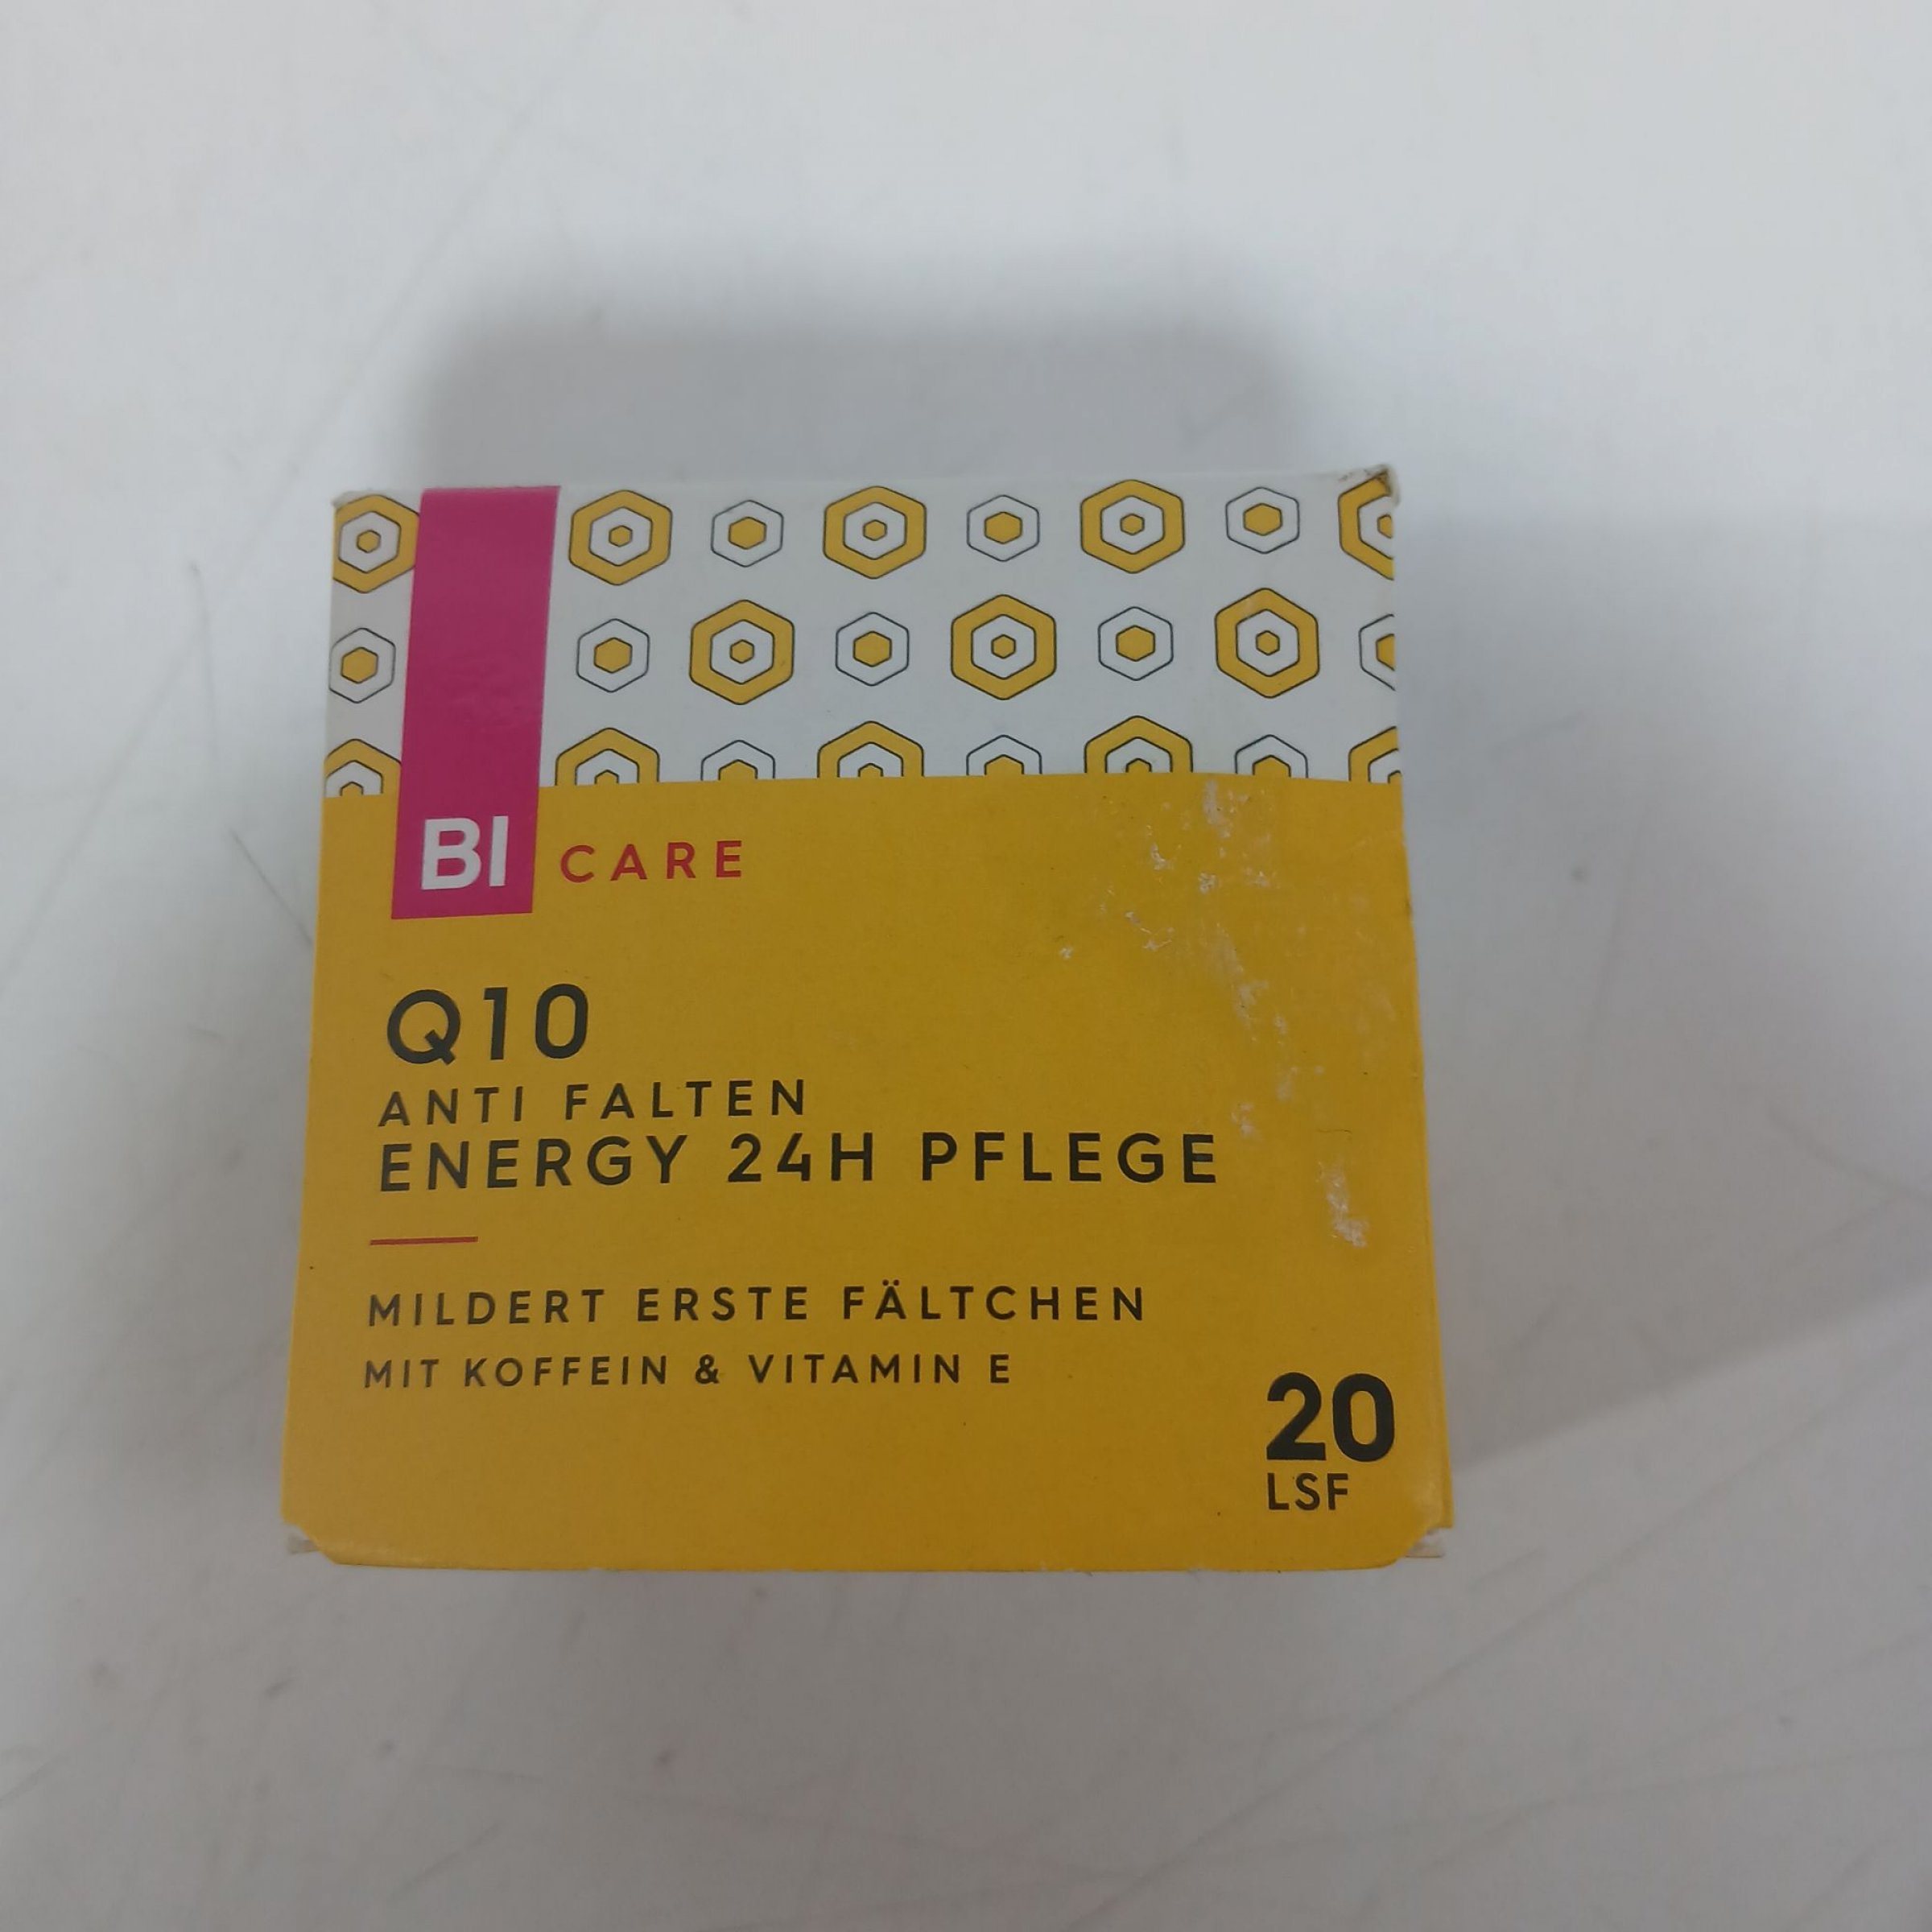 BI CARE
Q10
ANTI FALTEN
ENERGY 24H PFLEGE
MILDERT ERSTE FÄLTCHEN
MIT KOFFEIN & VITAMIN E
20
LSF